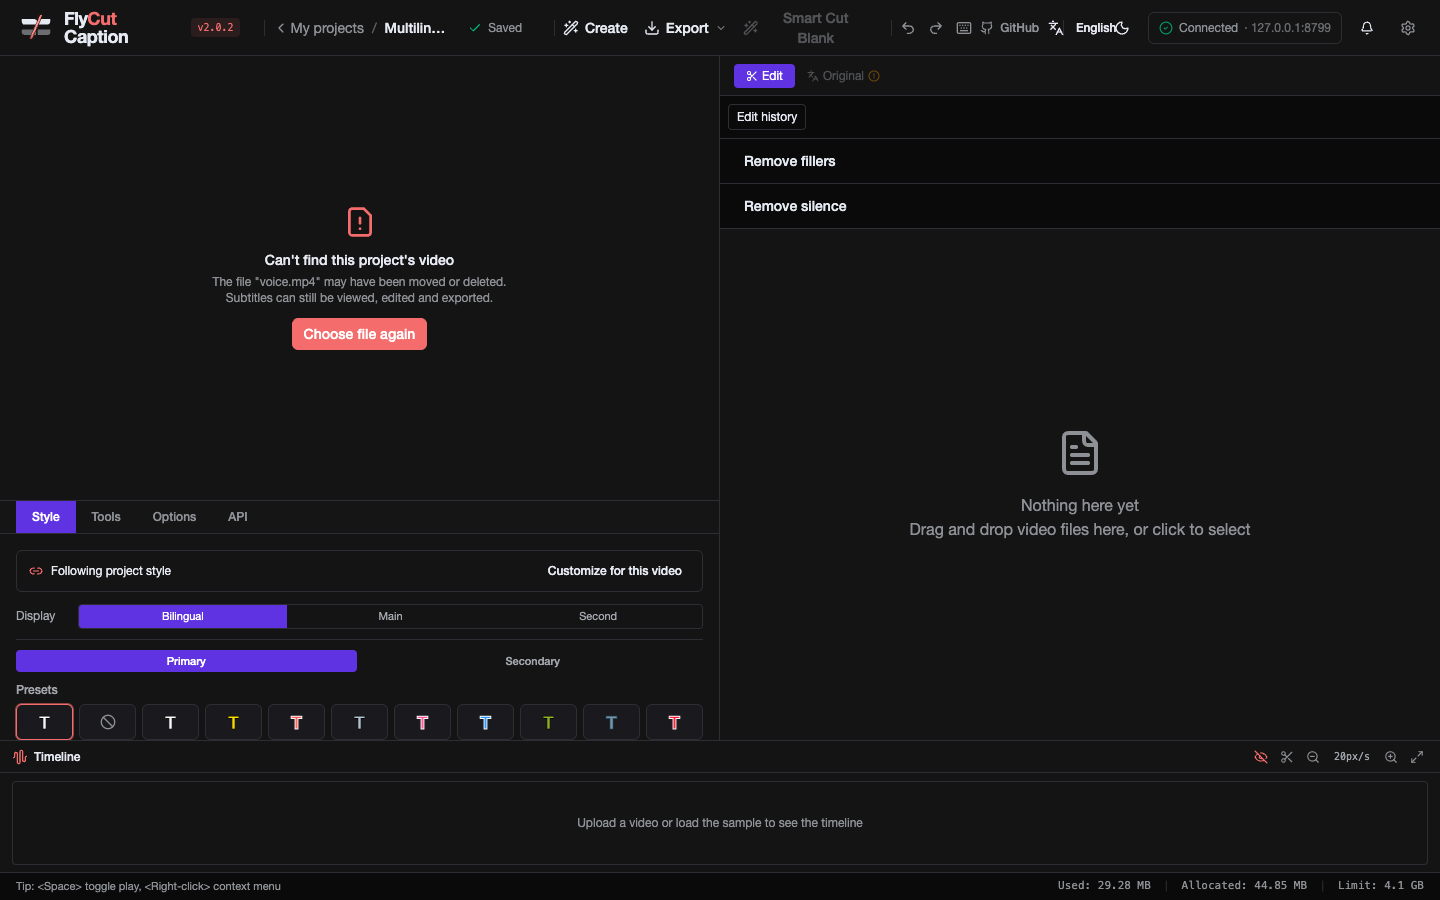 FlyCut
Caption
v2.0.2
My projects / Multilin...
Saved
Create
Export
Smart Cut
Blank
GitHub
English
Connected · 127.0.0.1:8799
Edit
Original
Edit history
Remove fillers
Remove silence
Can't find this project's video
The file "voice.mp4" may have been moved or deleted.
Subtitles can still be viewed, edited and exported.
Choose file again
Nothing here yet
Drag and drop video files here, or click to select
Style
Tools
Options
API
Following project style
Customize for this video
Display
Bilingual
Main
Second
Primary
Secondary
Presets
T
T
T
T
T
T
T
T
T
T
Timeline
20px/s
Upload a video or load the sample to see the timeline
Tip: <Space> toggle play, <Right-click> context menu
Used: 29.28 MB
Allocated: 44.85 MB
Limit: 4.1 GB